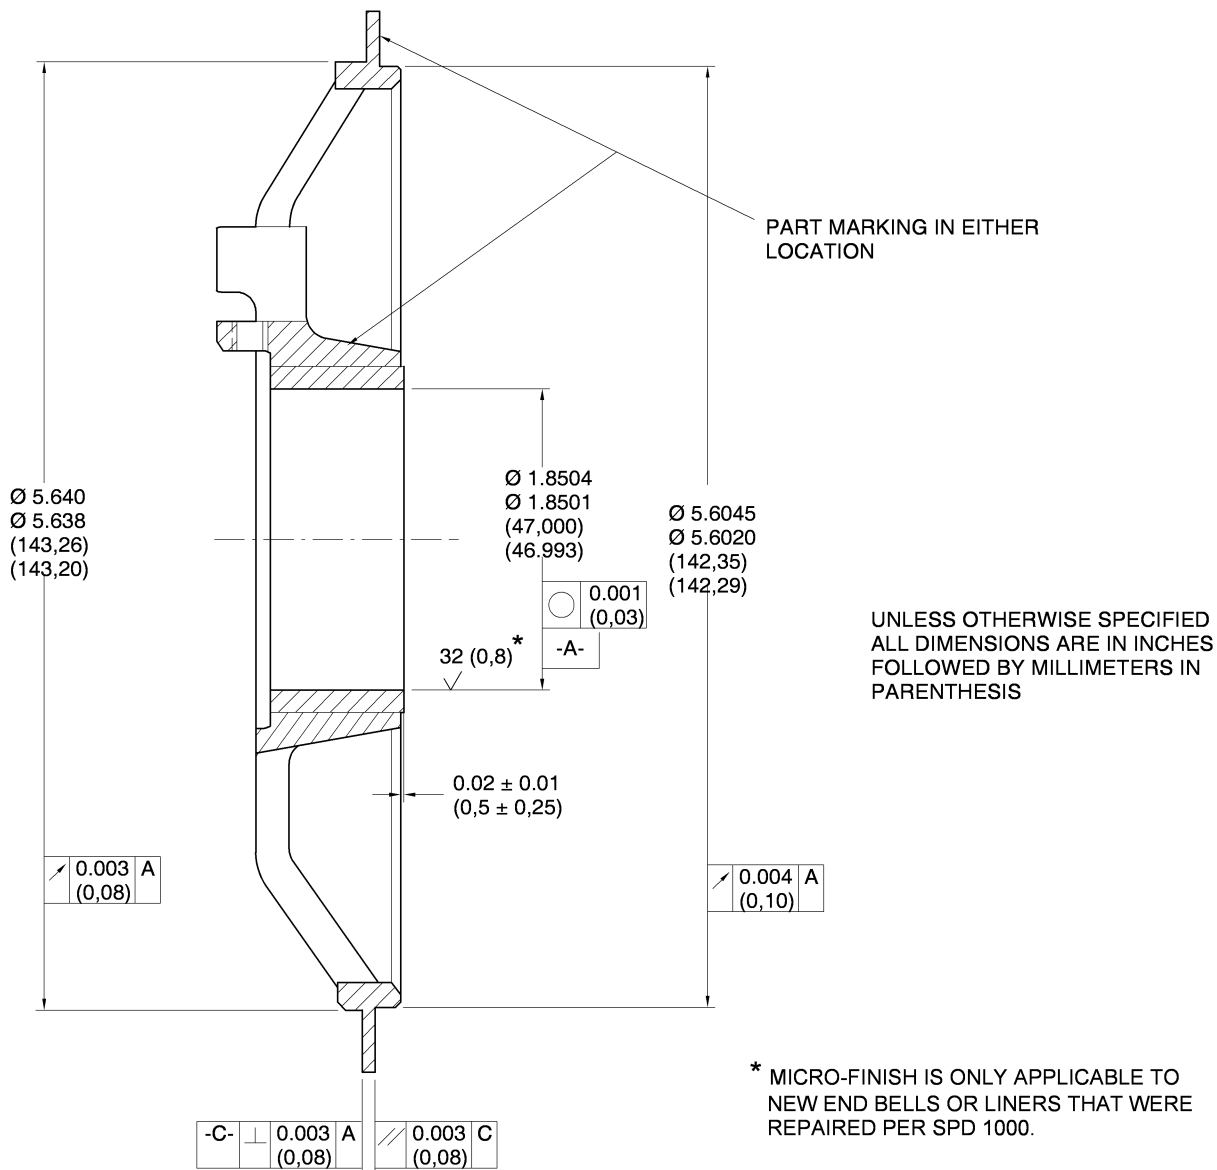 PART MARKING IN EITHER
LOCATION
Ø 5.640
Ø 5.638
(143,26)
(143,20)
Ø 1.8504
Ø 1.8501
(47,000)
(46.993)
Ø 5.6045
Ø 5.6020
(142,35)
(142,29)
0.001
(0,03)
-A-
32 (0,8)*
UNLESS OTHERWISE SPECIFIED
ALL DIMENSIONS ARE IN INCHES
FOLLOWED BY MILLIMETERS IN
PARENTHESIS
0.02 ± 0.01
(0,5 ± 0,25)
0.003 A
(0,08)
0.004 A
(0,10)
* MICRO-FINISH IS ONLY APPLICABLE TO
NEW END BELLS OR LINERS THAT WERE
REPAIRED PER SPD 1000.
-C- ⊥ 0.003 A
(0,08)
// 0.003 C
(0,08)